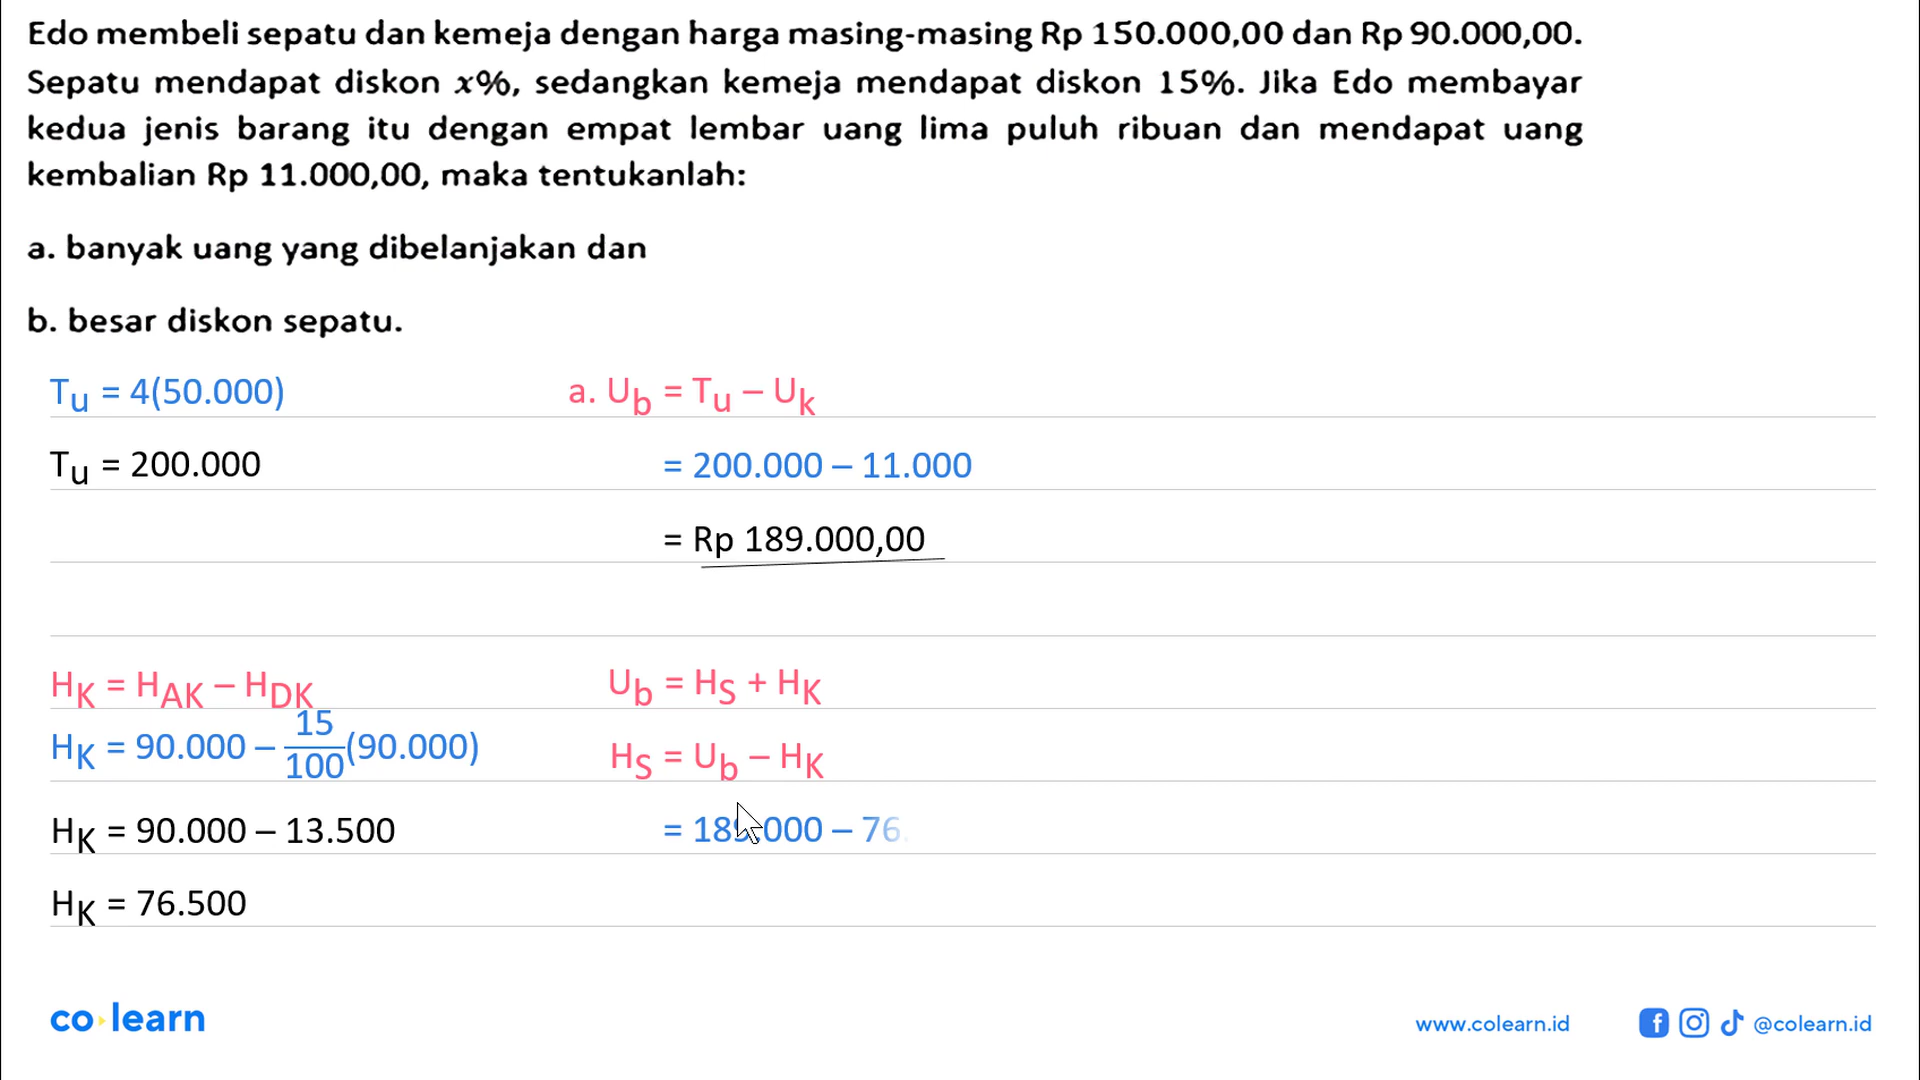 Edo membeli sepatu dan kemeja dengan harga masing-masing Rp 150.000,00 dan Rp 90.000,00.
Sepatu mendapat diskon x%, sedangkan kemeja mendapat diskon 15%. Jika Edo membayar
kedua jenis barang itu dengan empat lembar uang lima puluh ribuan dan mendapat uang
kembalian Rp 11.000,00, maka tentukanlah:
a. banyak uang yang dibelanjakan dan
b. besar diskon sepatu.
Tu = 4(50.000)
Tu = 200.000
a. Ub = Tu – Uk
= 200.000 – 11.000
= Rp 189.000,00
HK = HAK – HDK
HK = 90.000 – 15/100(90.000)
HK = 90.000 – 13.500
HK = 76.500
Ub = HS + HK
HS = Ub – HK
= 189.000 – 76.
co learn
www.colearn.id
@colearn.id